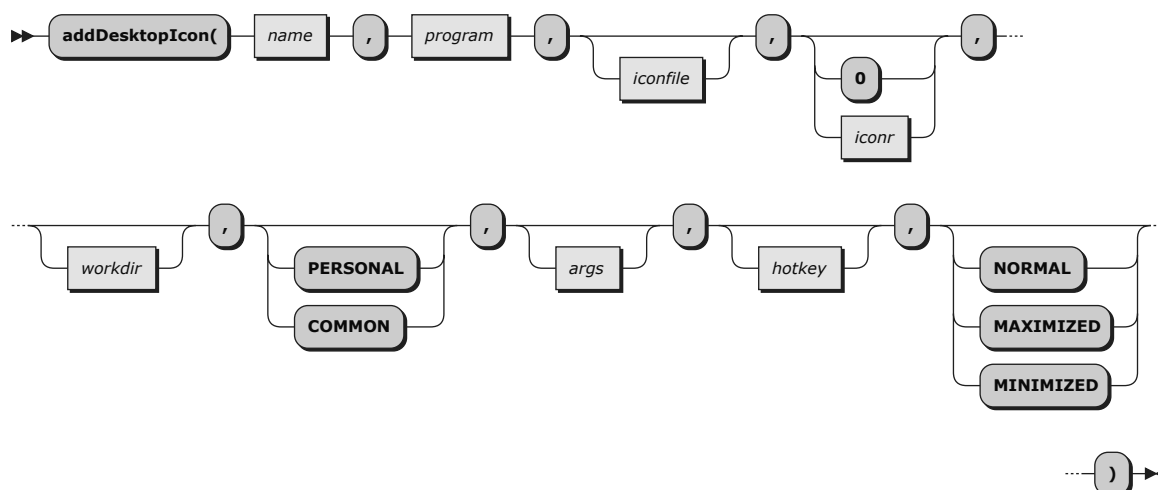 addDesktopIcon( name , program , , ,
iconfile 0
iconr
, , , ,
workdir PERSONAL args hotkey NORMAL
COMMON MAXIMIZED
MINIMIZED
)